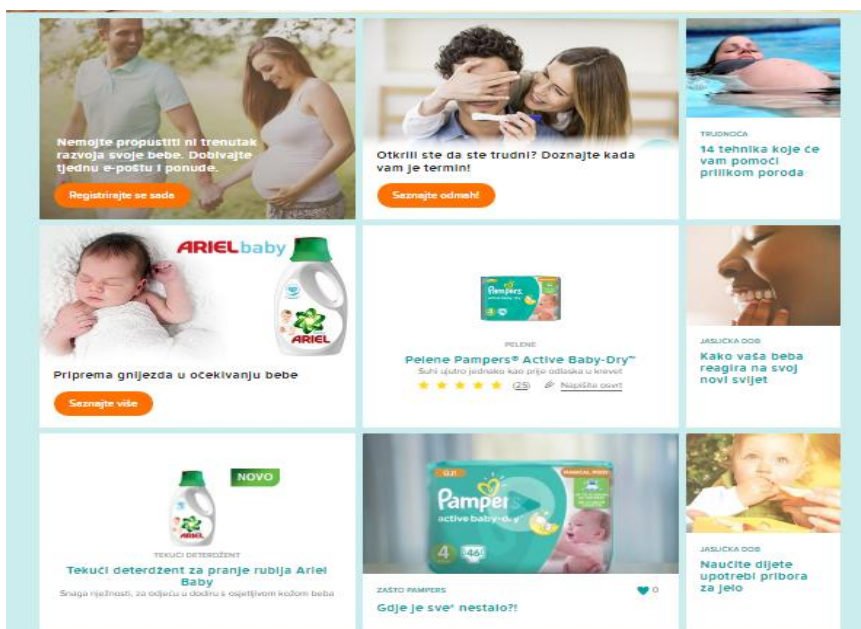 Nemojte propustiti ni trenutak
razvoja svoje bebe. Dobivajte
tjednu e-poštu i ponude.
Registrirajte se sada
Otkrili ste da ste trudni? Doznajte kada
vam je termin!
Saznajte odmah!
TRUDNOĆA
14 tehnika koje će
vam pomoći
prilikom poroda
ARIEL baby
ARIEL
Priprema gnijezda u očekivanju bebe
Saznajte više
Pampers
active baby-dry
PELENE
Pelene Pampers® Active Baby-Dry™
Suhi ujutro jednako kao prije odlaska u krevet
(25) Napišite osvrt
JASLIČKA DOB
Kako vaša beba
reagira na svoj
novi svijet
NOVO
ARIEL
TEKUĆI DETERDŽENT
Tekući deterdžent za pranje rublja Ariel
Baby
Snaga nježnosti, za odjeću u dodiru s osjetljivom kožom beba
Pampers
active baby-dry
4
46
ZAŠTO PAMPERS
0
Gdje je sve* nestalo?!
JASLIČKA DOB
Naučite dijete
upotrebi pribora
za jelo